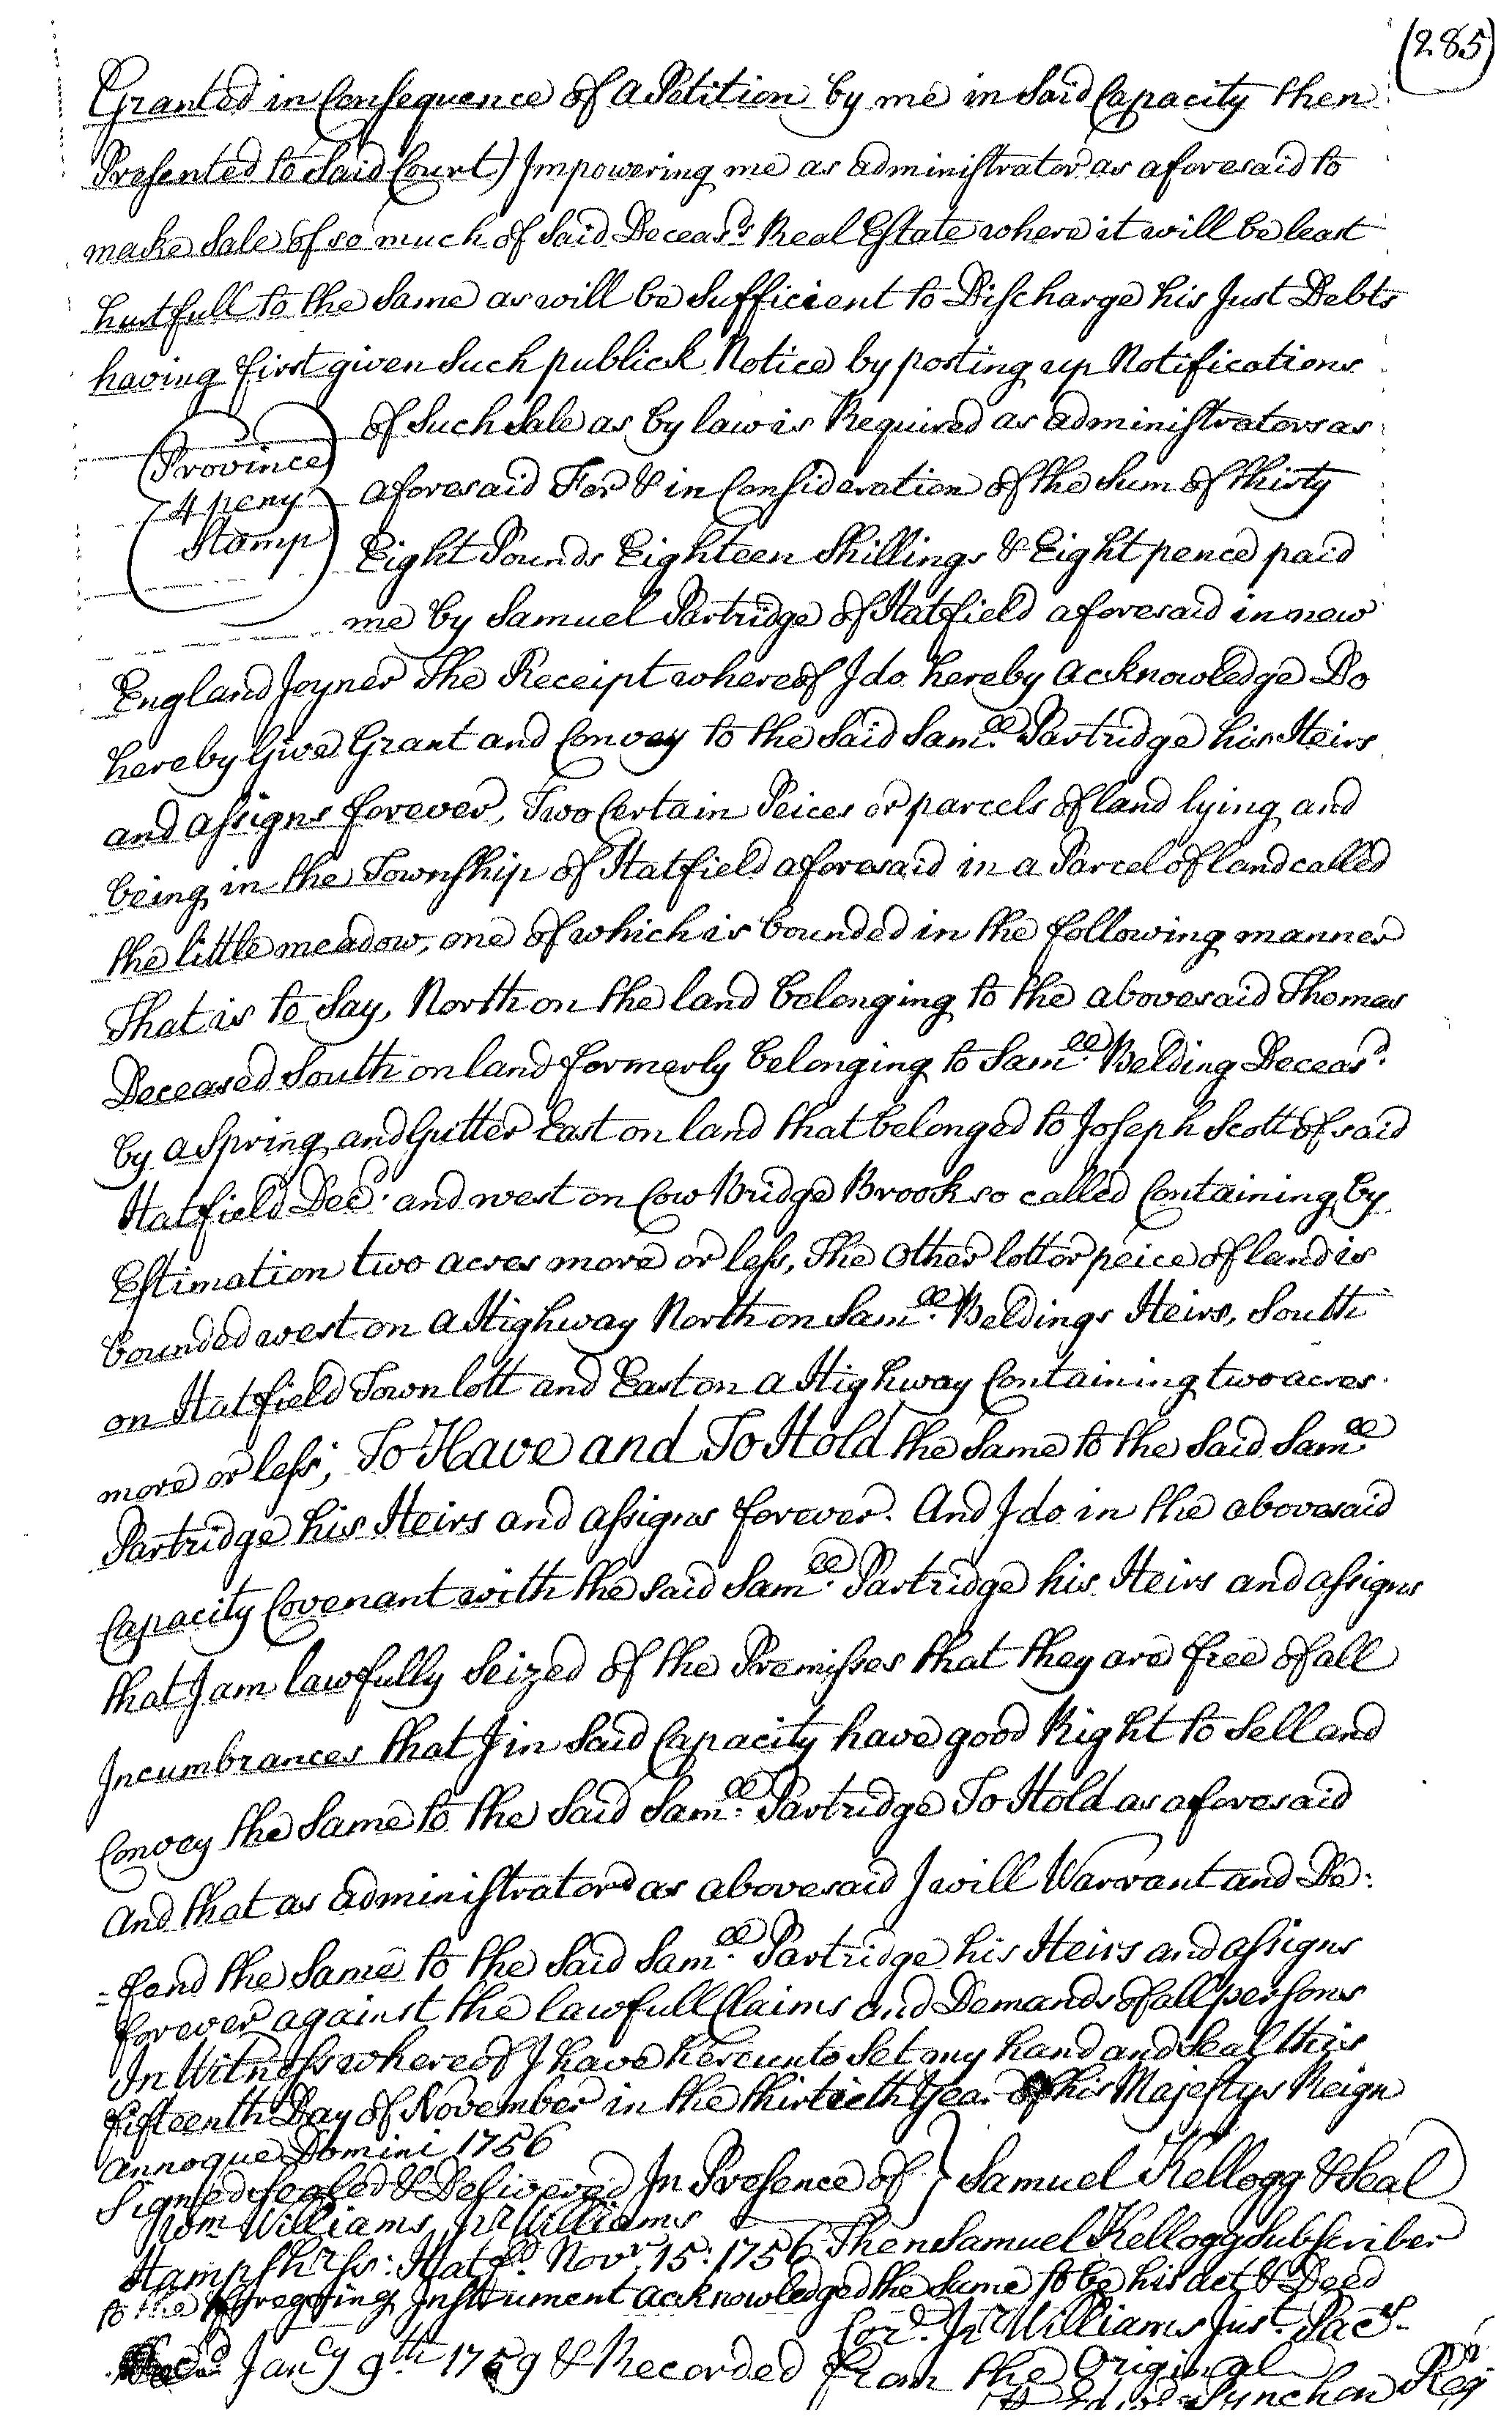 (285)
Granted in Consequence of a Petition by me in Said Capacity then
Presented to Said Court) Impowering me as administrator as aforesaid to
make Sale of so much of Said Deceasd's Real Estate where it will be least
hurtfull to the Same as will be Sufficient to Discharge his Just Debts
having first given Such publick Notice by posting up Notifications
of Such Sale as by law is Required as administrators as
(Province)
aforesaid For & in Consideration of the Sum of thirty
4 peny
Stamp
Eight Pounds Eighteen Shillings & Eight pence paid
me by Samuel Partridge of Hatfield aforesaid in new
England Joyner The Receipt whereof I do hereby acknowledge Do
hereby Give Grant and Convey to the Said Samll. Partridge his Heirs
and assigns forever, Two Certain Peices or parcels of land lying and
being in the Township of Hatfield aforesaid in a Parcel of land called
the little meadow, one of which is bounded in the following manner
That is to Say, North on the land belonging to the abovesaid Thomas
Deceased South on land formerly belonging to Samll. Belding Deceasd.
by a Spring and Gutter East on land that belonged to Joseph Scott of said
Hatfield Decd. and west on Cow Bridge Brook so called Containing by
Estimation two acres more or less, The other lott or peice of land is
bounded west on a Highway North on Samll. Beldings Heirs, South
on Hatfield Town lott and East on a Highway Containing two acres
more or less; To Have and To Hold the Same to the Said Samll.
Partridge his Heirs and assigns forever. And I do in the abovesaid
Capacity Covenant with the said Samll. Partridge his Heirs and assigns
that I am lawfully Seized of the Premisses that they are free of all
Incumbrances that I in Said Capacity have good Right to Sell and
Convey the Same to the Said Samll. Partridge To Hold as aforesaid
And that as administrator as abovesaid I will Warrant and De:
=fend the Same to the Said Samll. Partridge his Heirs and assigns
forever against the lawfull Claims and Demands of all persons
In Witness whereof I have hereunto Set my hand and Seal this
fifteenth Day of November in the thirtieth Year of his Majestys Reign
Annoque Domini 1756
Signed Sealed & Delivered In Presence of } Samuel Kellogg & Seal
Williams, Jr Williams
Hampshr. ss: Hatfd. Novr. 15: 1756 Then Samuel Kellogg Subscriber
to the foregoing Instrument acknowledged the Same to be his act & Deed
Cor. Jr Williams Just. Pacs.
Recd. Jany 9th 1759 & Recorded from the Original
Pynchon Reg